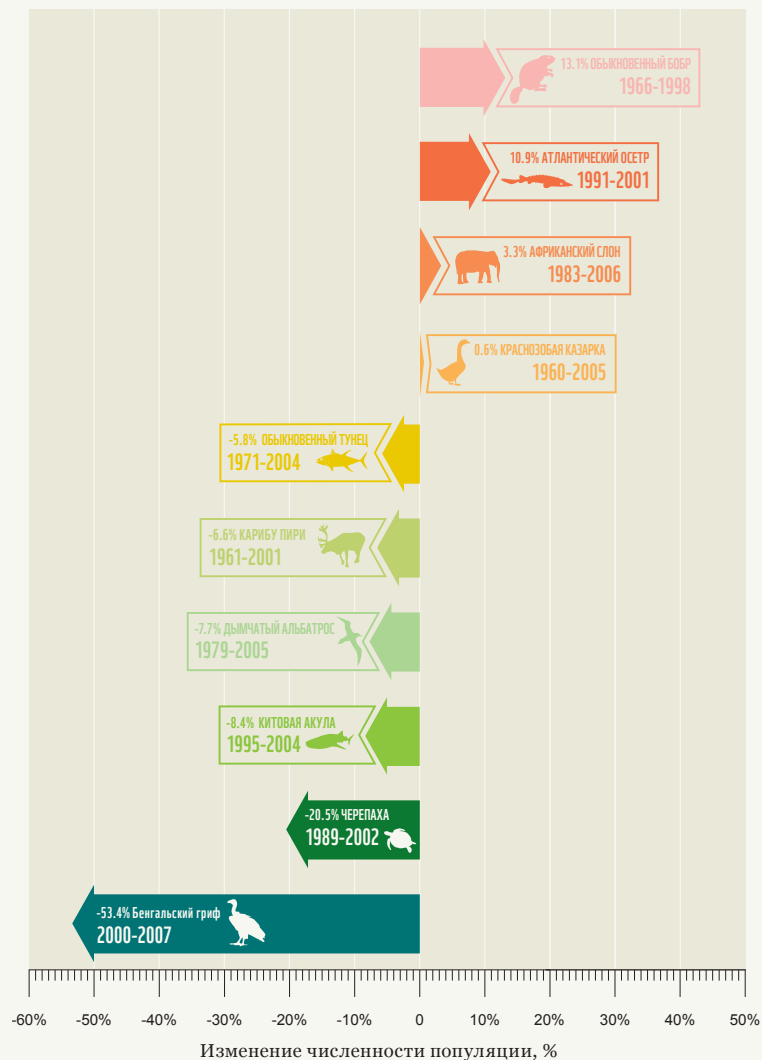 13.1% ОБЫКНОВЕННЫЙ БОБР
1966-1998
10.9% АТЛАНТИЧЕСКИЙ ОСЕТР
1991-2001
3.3% АФРИКАНСКИЙ СЛОН
1983-2006
0.6% КРАСНОЗОБАЯ КАЗАРКА
1960-2005
-5.8% ОБЫКНОВЕННЫЙ ТУНЕЦ
1971-2004
-6.6% КАРИБУ ПИРИ
1961-2001
-7.7% ДЫМЧАТЫЙ АЛЬБАТРОС
1979-2005
-8.4% КИТОВАЯ АКУЛА
1995-2004
-20.5% ЧЕРЕПАХА
1989-2002
-53.4% Бенгальский гриф
2000-2007
-60% -50% -40% -30% -20% -10% 0 10% 20% 30% 40% 50%
Изменение численности популяции, %